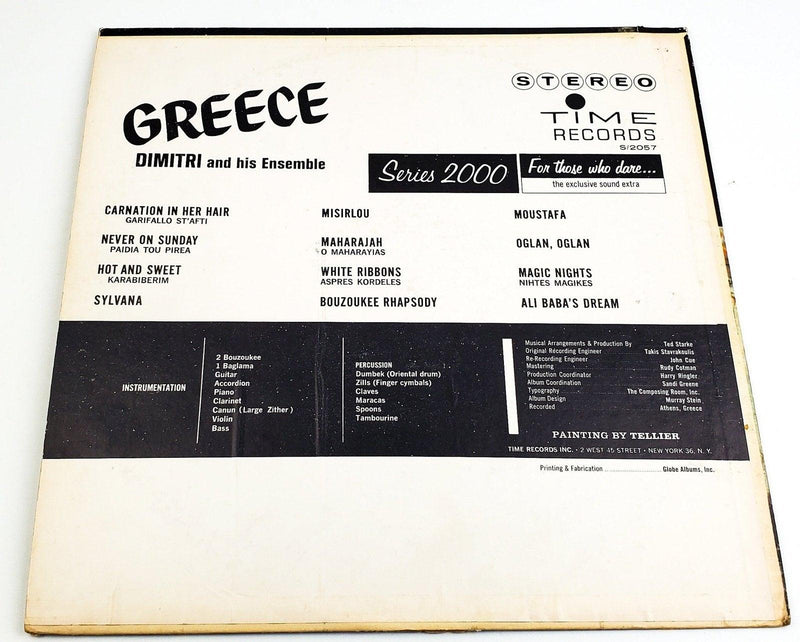 GREECE
DIMITRI and his Ensemble
STEREO
TIME
RECORDS
S/2057
Series 2000
For those who dare...
the exclusive sound extra
CARNATION IN HER HAIR
GARIFALLO ST'AFTI
NEVER ON SUNDAY
PAIDIA TOU PIREA
HOT AND SWEET
KARABIBERIM
SYLVANA
MISIRLOU
MAHARAJAH
O MAHARAYIAS
WHITE RIBBONS
ASPRES KORDELES
BOUZOUKEE RHAPSODY
MOUSTAFA
OGLAN, OGLAN
MAGIC NIGHTS
NIHTES MAGIKES
ALI BABA'S DREAM
INSTRUMENTATION
2 Bouzoukee
1 Baglama
Guitar
Accordion
Piano
Clarinet
Canun (Large Zither)
Violin
Bass
PERCUSSION
Dumbek (Oriental drum)
Zills (Finger cymbals)
Claves
Maracas
Spoons
Tambourine
Musical Arrangements & Production By Ted Starke
Original Recording Engineer Takis Stavrakoulis
Re-Recording Engineer John Cue
Mastering Rudy Cotman
Production Coordinator Harry Ringler
Album Coordination Sandi Greene
Typography The Composing Room, Inc.
Album Design Murray Stein
Recorded Athens, Greece
PAINTING BY TELLIER
TIME RECORDS INC. • 2 WEST 45 STREET • NEW YORK 36, N. Y.
Printing & Fabrication ........................ Globe Albums, Inc.